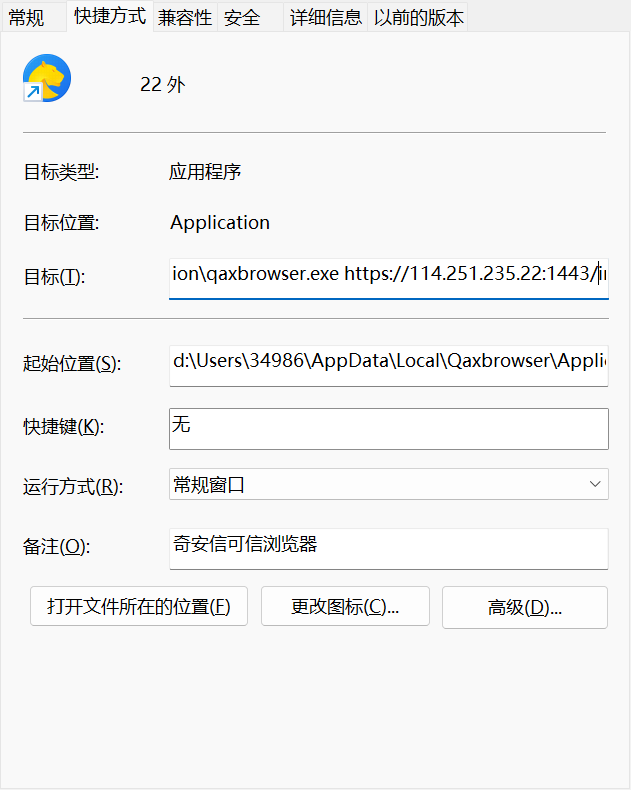 常规 快捷方式 兼容性 安全 详细信息 以前的版本
22 外
目标类型: 应用程序
目标位置: Application
目标(T): ion\qaxbrowser.exe https://114.251.235.22:1443/
起始位置(S): d:\Users\34986\AppData\Local\Qaxbrowser\Appli
快捷键(K): 无
运行方式(R): 常规窗口
备注(O): 奇安信可信浏览器
打开文件所在的位置(F) 更改图标(C)... 高级(D)...